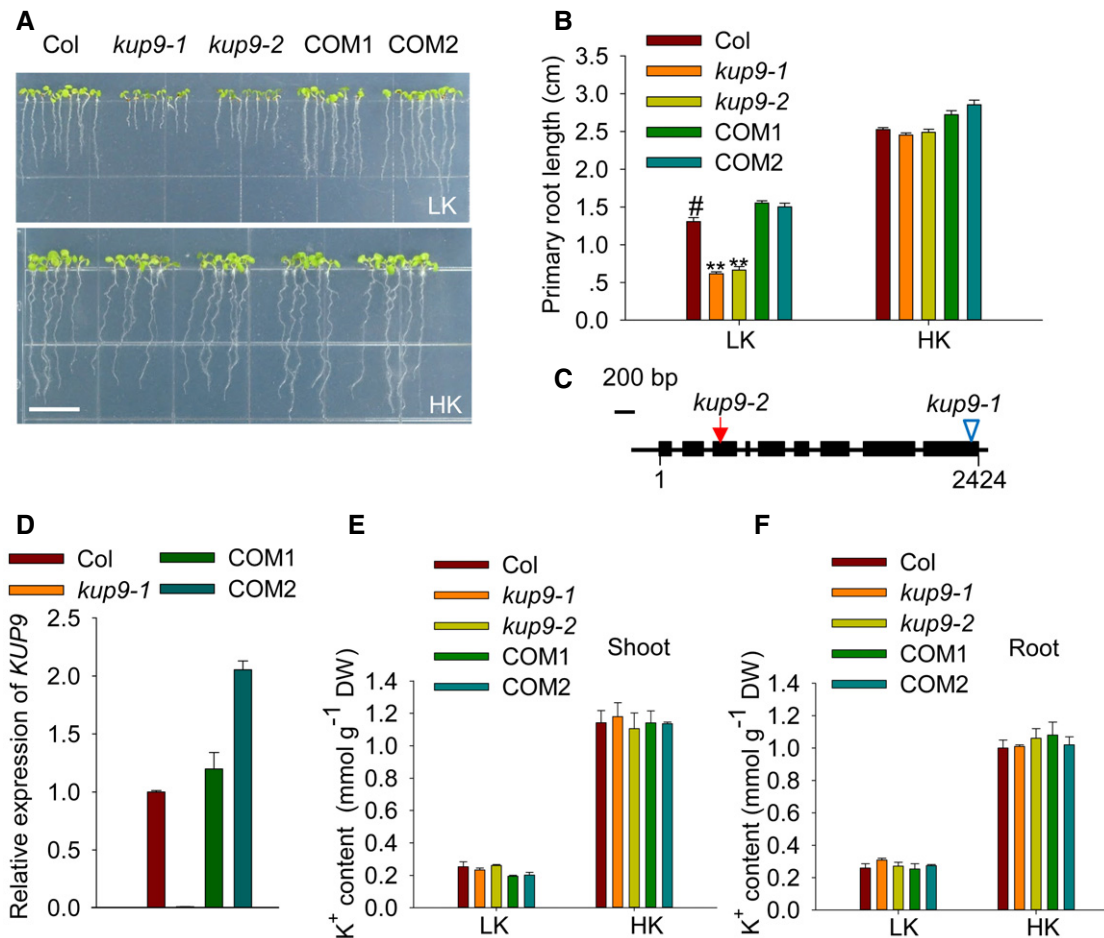 A
Col kup9-1 kup9-2 COM1 COM2
LK
HK
B
Col
kup9-1
kup9-2
COM1
COM2
Primary root length (cm)
3.5
3.0
2.5
2.0
1.5
1.0
.5
0.0
#
** **
LK HK
C
200 bp
kup9-2 kup9-1
1 2424
D
Col COM1
kup9-1 COM2
Relative expression of KUP9
2.5
2.0
1.5
1.0
0.5
0.0
E
Col
kup9-1
kup9-2
COM1
COM2
Shoot
K+ content (mmol g-1 DW)
1.4
1.2
1.0
0.8
0.6
0.4
0.2
0.0
LK HK
F
Col
kup9-1
kup9-2
COM1
COM2
Root
K+ content (mmol g-1 DW)
1.4
1.2
1.0
0.8
0.6
0.4
0.2
0.0
LK HK